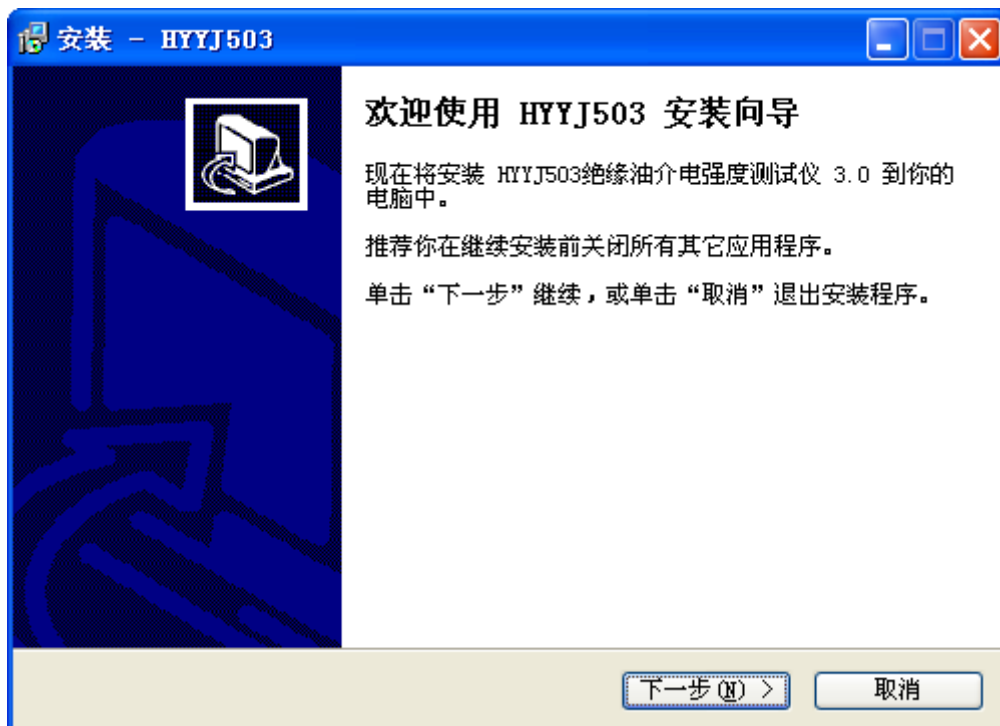 安装 - HYYJ503
欢迎使用 HYYJ503 安装向导
现在将安装 HYYJ503绝缘油介电强度测试仪 3.0 到你的
电脑中。
推荐你在继续安装前关闭所有其它应用程序。
单击“下一步”继续，或单击“取消”退出安装程序。
下一步(N) >
取消